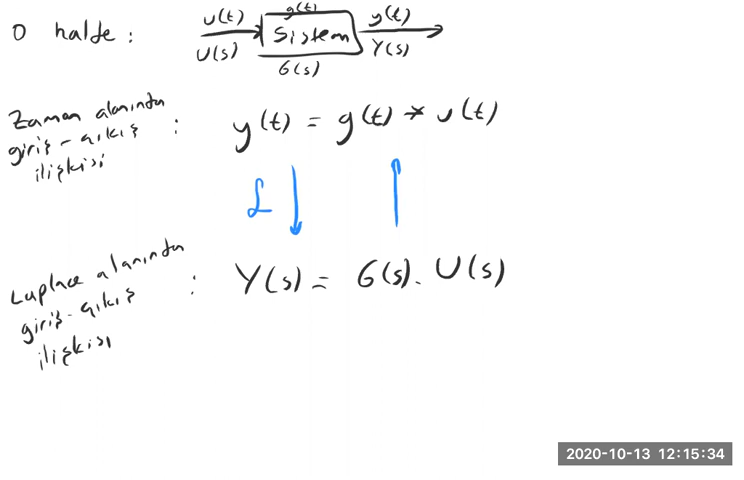 O halde :
u(t) g(t) y(t)
Sistem
U(s) G(s) Y(s)
Zaman alanında
giriş - çıkış :
ilişkisi
y(t) = g(t) * u(t)
ℒ
Laplace alanında
giriş - çıkış :
ilişkisi
Y(s) = G(s). U(s)
2020-10-13 12:15:34